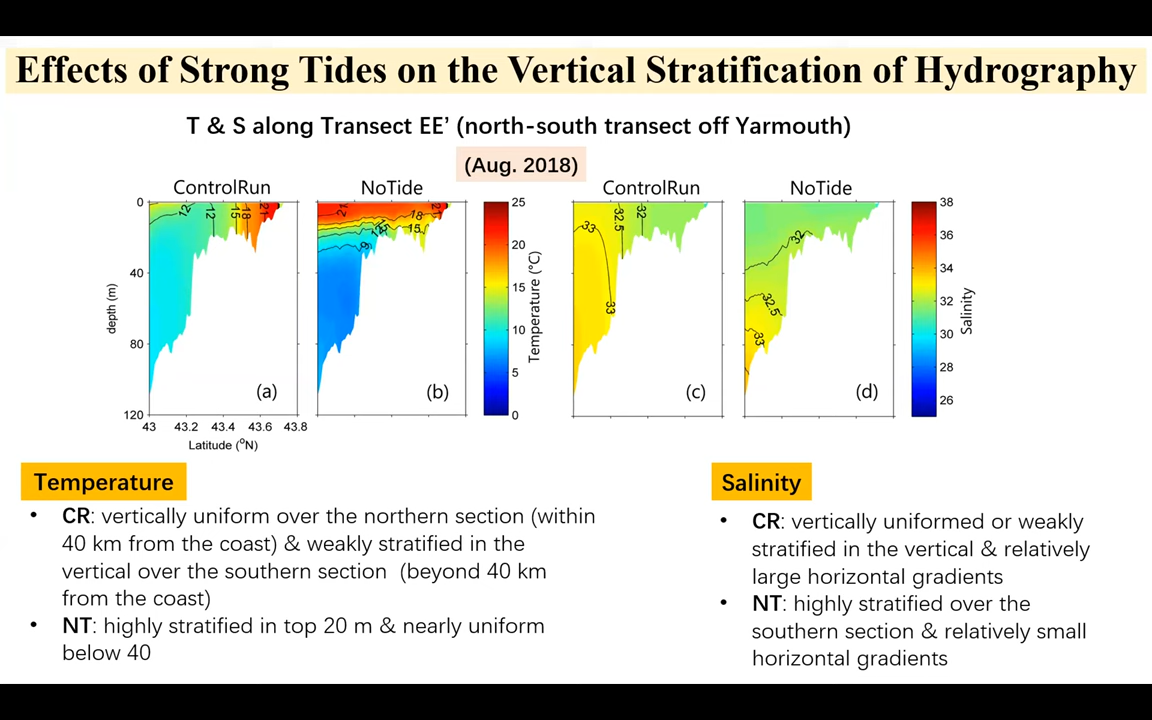 Effects of Strong Tides on the Vertical Stratification of Hydrography
T & S along Transect EE’ (north-south transect off Yarmouth)
(Aug. 2018)
ControlRun
NoTide
ControlRun
NoTide
0
40
80
120
depth (m)
43 43.2 43.4 43.6 43.8
Latitude (°N)
12
12
15
18
21
(a)
21
18
21
15
15
12
9
(b)
25
20
15
10
5
0
Temperature (°C)
33
32.5
32
33
(c)
32
32.5
33
(d)
38
36
34
32
30
28
26
Salinity
Temperature
• CR: vertically uniform over the northern section (within
40 km from the coast) & weakly stratified in the
vertical over the southern section (beyond 40 km
from the coast)
• NT: highly stratified in top 20 m & nearly uniform
below 40
Salinity
• CR: vertically uniformed or weakly
stratified in the vertical & relatively
large horizontal gradients
• NT: highly stratified over the
southern section & relatively small
horizontal gradients